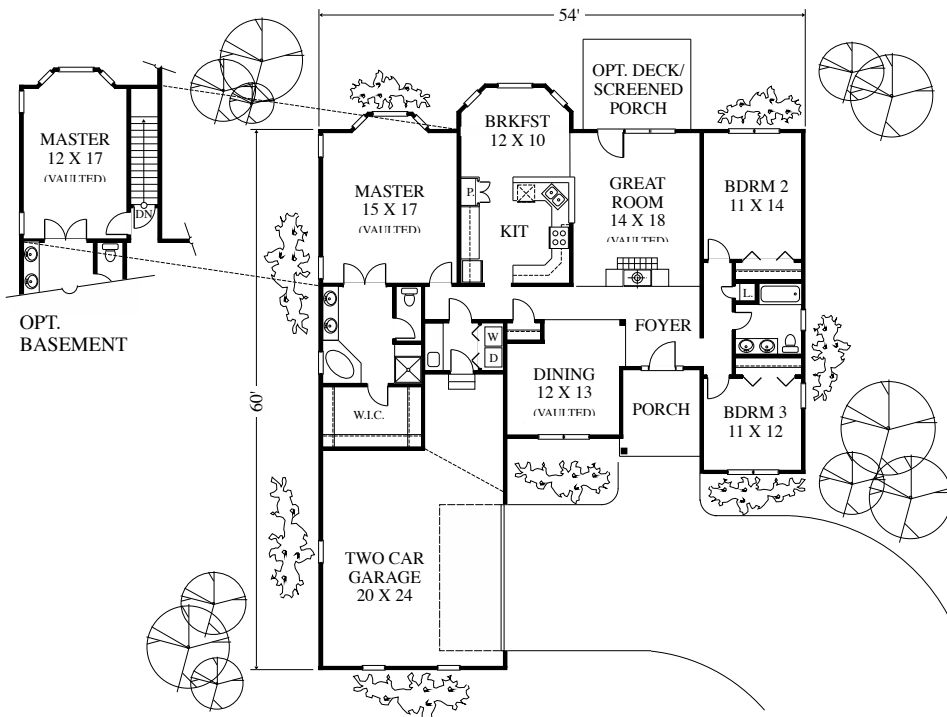 54'
OPT. DECK/
SCREENED
PORCH
BRKFST
12 X 10
MASTER
12 X 17
(VAULTED)
DN
MASTER
15 X 17
(VAULTED)
P.
KIT
GREAT
ROOM
14 X 18
(VAULTED)
BDRM 2
11 X 14
L.
OPT.
BASEMENT
FOYER
W
D
DINING
12 X 13
(VAULTED)
PORCH
BDRM 3
11 X 12
W.I.C.
60'
TWO CAR
GARAGE
20 X 24